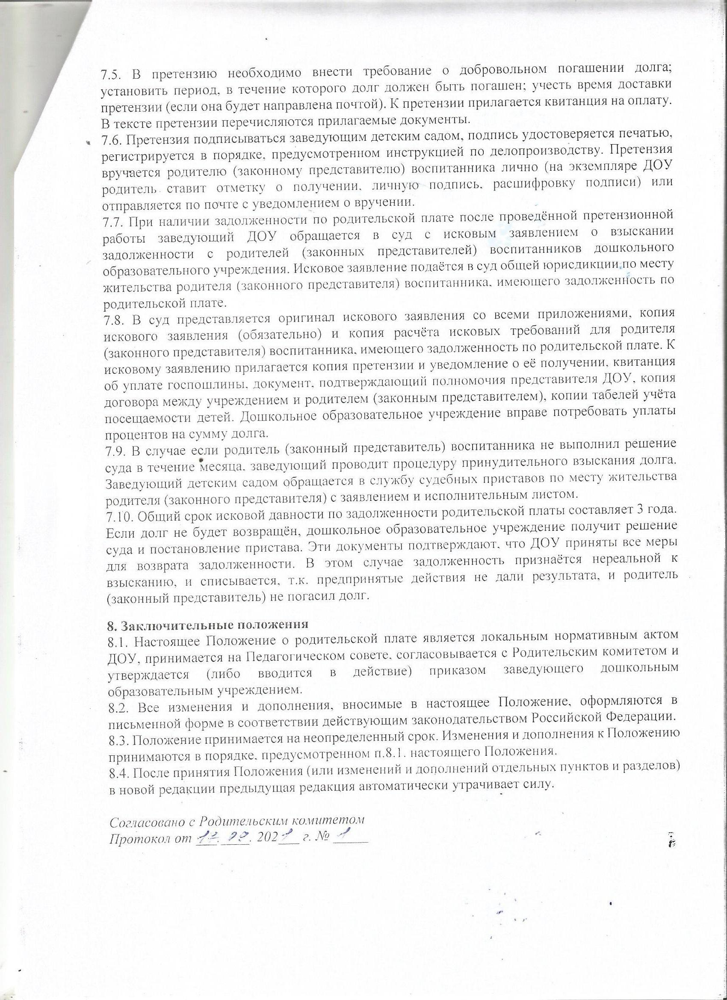 7.5. В претензию необходимо внести требование о добровольном погашении долга;
установить период, в течение которого долг должен быть погашен; учесть время доставки
претензии (если она будет направлена почтой). К претензии прилагается квитанция на оплату.
В тексте претензии перечисляются прилагаемые документы.
7.6. Претензия подписываться заведующим детским садом, подпись удостоверяется печатью,
регистрируется в порядке, предусмотренном инструкцией по делопроизводству. Претензия
вручается родителю (законному представителю) воспитанника лично (на экземпляре ДОУ
родитель ставит отметку о получении, личную подпись, расшифровку подписи) или
отправляется по почте с уведомлением о вручении.
7.7. При наличии задолженности по родительской плате после проведённой претензионной
работы заведующий ДОУ обращается в суд с исковым заявлением о взыскании
задолженности с родителей (законных представителей) воспитанников дошкольного
образовательного учреждения. Исковое заявление подаётся в суд общей юрисдикции по месту
жительства родителя (законного представителя) воспитанника, имеющего задолженность по
родительской плате.
7.8. В суд представляется оригинал искового заявления со всеми приложениями, копия
искового заявления (обязательно) и копия расчёта исковых требований для родителя
(законного представителя) воспитанника, имеющего задолженность по родительской плате. К
исковому заявлению прилагается копия претензии и уведомление о её получении, квитанция
об уплате госпошлины, документ, подтверждающий полномочия представителя ДОУ, копия
договора между учреждением и родителем (законным представителем), копии табелей учёта
посещаемости детей. Дошкольное образовательное учреждение вправе потребовать уплаты
процентов на сумму долга.
7.9. В случае если родитель (законный представитель) воспитанника не выполнил решение
суда в течение месяца, заведующий проводит процедуру принудительного взыскания долга.
Заведующий детским садом обращается в службу судебных приставов по месту жительства
родителя (законного представителя) с заявлением и исполнительным листом.
7.10. Общий срок исковой давности по задолженности родительской платы составляет 3 года.
Если долг не будет возвращён, дошкольное образовательное учреждение получит решение
суда и постановление пристава. Эти документы подтверждают, что ДОУ приняты все меры
для возврата задолженности. В этом случае задолженность признаётся нереальной к
взысканию, и списывается, т.к. предпринятые действия не дали результата, и родитель
(законный представитель) не погасил долг.
8. Заключительные положения
8.1. Настоящее Положение о родительской плате является локальным нормативным актом
ДОУ, принимается на Педагогическом совете, согласовывается с Родительским комитетом и
утверждается (либо вводится в действие) приказом заведующего дошкольным
образовательным учреждением.
8.2. Все изменения и дополнения, вносимые в настоящее Положение, оформляются в
письменной форме в соответствии действующим законодательством Российской Федерации.
8.3. Положение принимается на неопределенный срок. Изменения и дополнения к Положению
принимаются в порядке, предусмотренном п.8.1. настоящего Положения.
8.4. После принятия Положения (или изменений и дополнений отдельных пунктов и разделов)
в новой редакции предыдущая редакция автоматически утрачивает силу.
Согласовано с Родительским комитетом
Протокол от 2021 г. № 1